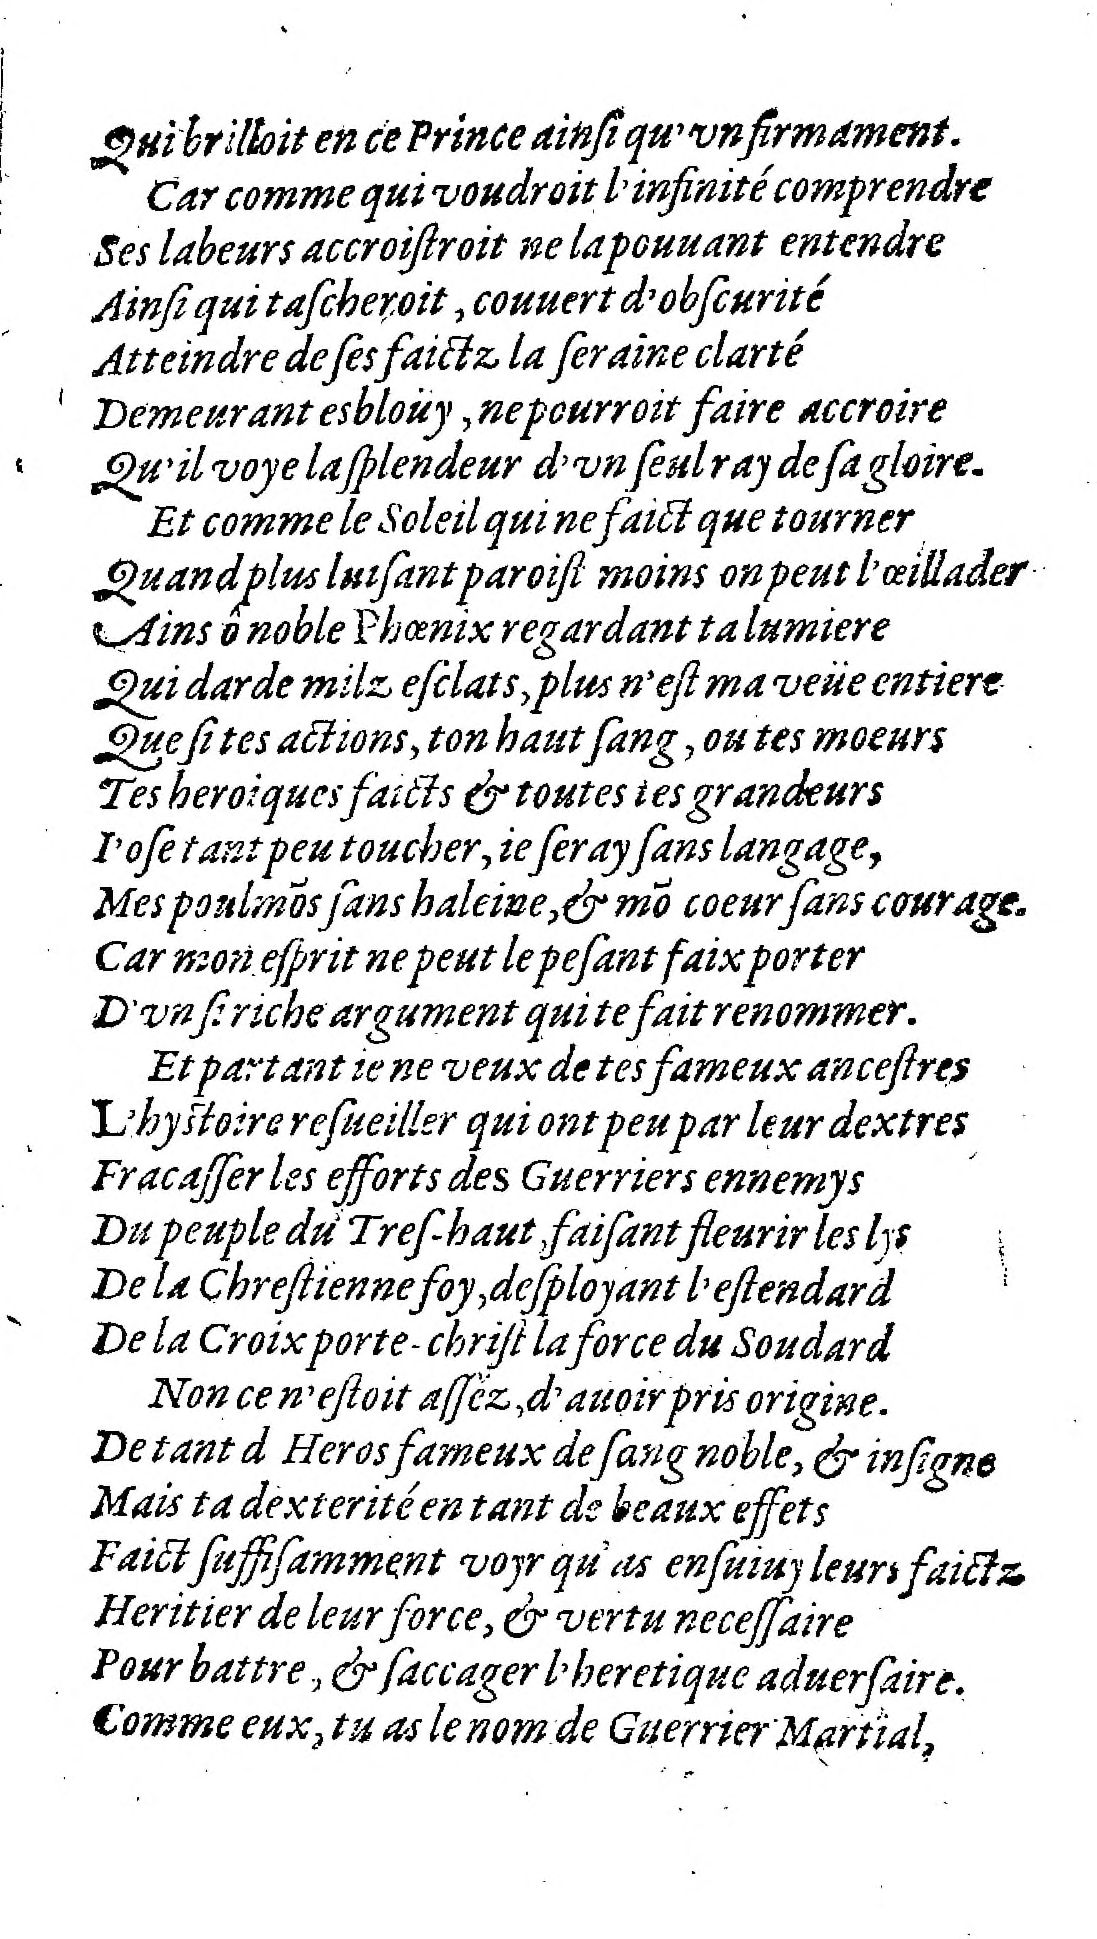 Qui brilloit en ce Prince ainſi qu'vn firmament.
Car comme qui voudroit l'infinité comprendre
Ses labeurs accroiſtroit ne la pouuant entendre
Ainſi qui taſcheroit, couuert d'obſcurité
Atteindre de ſes faictz la ſeraine clarté
Demeurant esbloüy, ne pourroit faire accroire
Qu'il voye la ſplendeur d'vn ſeul ray de ſa gloire.
Et comme le Soleil qui ne faict que tourner
Quand plus luiſant paroiſt moins on peut l'œillader
Ains ô noble Phœnix regardant ta lumiere
Qui darde milz eſclats, plus n'eſt ma veüe entiere
Que ſi tes actions, ton haut ſang, ou tes moeurs
Tes heroiques faicts & toutes tes grandeurs
I'oſe tant peu toucher, ie ſeray ſans langage,
Mes poulmõs ſans haleine, & mõ coeur ſans courage.
Car mon eſprit ne peut le peſant faix porter
D'vn ſi riche argument qui te fait renommer.
Et partant ie ne veux de tes fameux anceſtres
L'hyſtoire reſueiller qui ont peu par leur dextres
Fracaſſer les efforts des Guerriers ennemys
Du peuple du Treſ-haut, faiſant fleurir les lys
De la Chreſtienne foy, deſployant l'eſtendard
De la Croix porte-chriſt la force du Soudard
Non ce n'eſtoit aſſéz, d'auoir pris origine.
De tant d Heros fameux de ſang noble, & inſigne
Mais ta dexterité en tant de beaux effets
Faict ſuffiſamment voyr qu'as enſuiuy leurs faictz
Heritier de leur force, & vertu neceſſaire
Pour battre, & ſaccager l'heretique aduerſaire.
Comme eux, tu as le nom de Guerrier Martial,